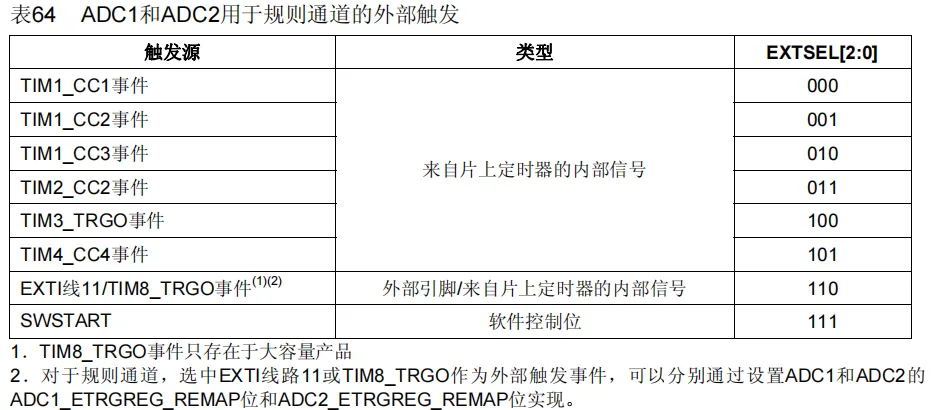 表64 ADC1和ADC2用于规则通道的外部触发
触发源 类型 EXTSEL[2:0]
TIM1_CC1事件 000
TIM1_CC2事件 001
TIM1_CC3事件 010
来自片上定时器的内部信号
TIM2_CC2事件 011
TIM3_TRGO事件 100
TIM4_CC4事件 101
EXTI线11/TIM8_TRGO事件(1)(2) 外部引脚/来自片上定时器的内部信号 110
SWSTART 软件控制位 111
1．TIM8_TRGO事件只存在于大容量产品
2．对于规则通道，选中EXTI线路11或TIM8_TRGO作为外部触发事件，可以分别通过设置ADC1和ADC2的
ADC1_ETRGREG_REMAP位和ADC2_ETRGREG_REMAP位实现。